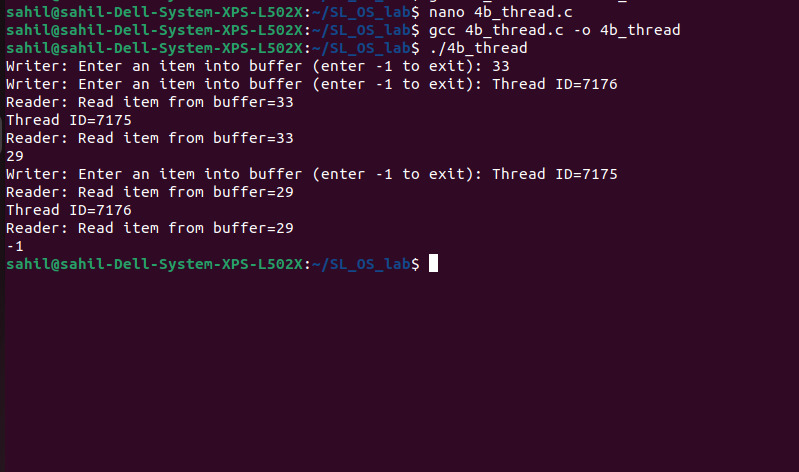 sahil@sahil-Dell-System-XPS-L502X:~/SL_OS_lab$ nano 4b_thread.c
sahil@sahil-Dell-System-XPS-L502X:~/SL_OS_lab$ gcc 4b_thread.c -o 4b_thread
sahil@sahil-Dell-System-XPS-L502X:~/SL_OS_lab$ ./4b_thread
Writer: Enter an item into buffer (enter -1 to exit): 33
Writer: Enter an item into buffer (enter -1 to exit): Thread ID=7176
Reader: Read item from buffer=33
Thread ID=7175
Reader: Read item from buffer=33
29
Writer: Enter an item into buffer (enter -1 to exit): Thread ID=7175
Reader: Read item from buffer=29
Thread ID=7176
Reader: Read item from buffer=29
-1
sahil@sahil-Dell-System-XPS-L502X:~/SL_OS_lab$